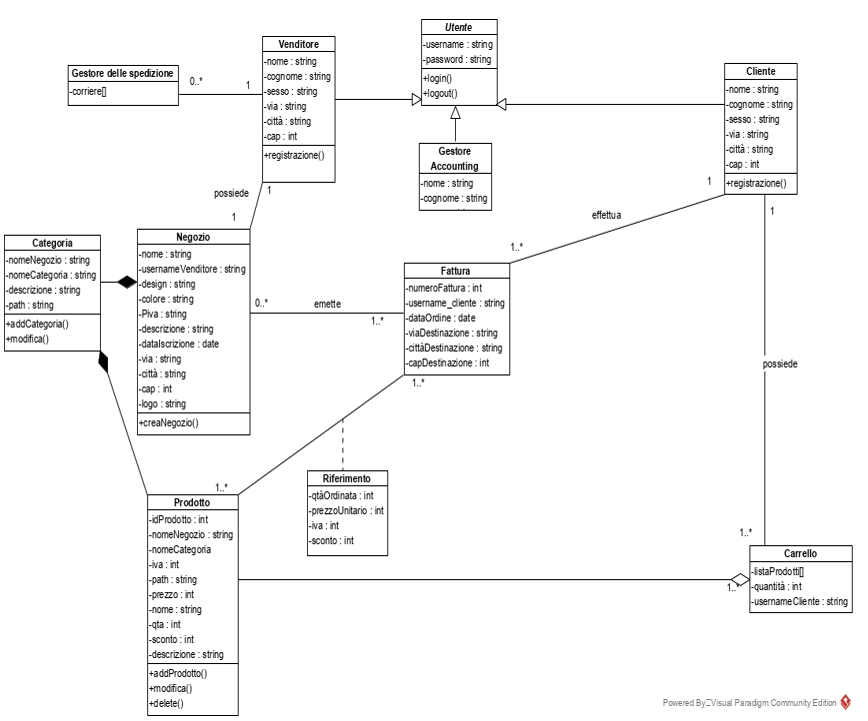 Utente
-username : string
-password : string
+login()
+logout()
Venditore
-nome : string
-cognome : string
-sesso : string
-via : string
-città : string
-cap : int
+registrazione()
Gestore delle spedizione
-corriere[]
0..*
1
Cliente
-nome : string
-cognome : string
-sesso : string
-via : string
-città : string
-cap : int
+registrazione()
Gestore
Accounting
-nome : string
-cognome : string
possiede
1
1
1
effettua
1..*
1
Categoria
-nomeNegozio : string
-nomeCategoria : string
-descrizione : string
-path : string
+addCategoria()
+modifica()
Negozio
-nome : string
-usernameVenditore : string
-design : string
-colore : string
-Piva : string
-descrizione : string
-dataIscrizione : date
-via : string
-città : string
-cap : int
-logo : string
+creaNegozio()
0..*
emette
1..*
Fattura
-numeroFattura : int
-username_cliente : string
-dataOrdine : date
-viaDestinazione : string
-cittàDestinazione : string
-capDestinazione : int
1..*
possiede
1..*
Riferimento
-qtàOrdinata : int
-prezzoUnitario : int
-iva : int
-sconto : int
1..*
Prodotto
-idProdotto : int
-nomeNegozio : string
-nomeCategoria
-iva : int
-path : string
-prezzo : int
-nome : string
-qta : int
-sconto : int
-descrizione : string
+addProdotto()
+modifica()
+delete()
1..*
Carrello
-listaProdotti[]
-quantità : int
-usernameCliente : string
Powered By Visual Paradigm Community Edition